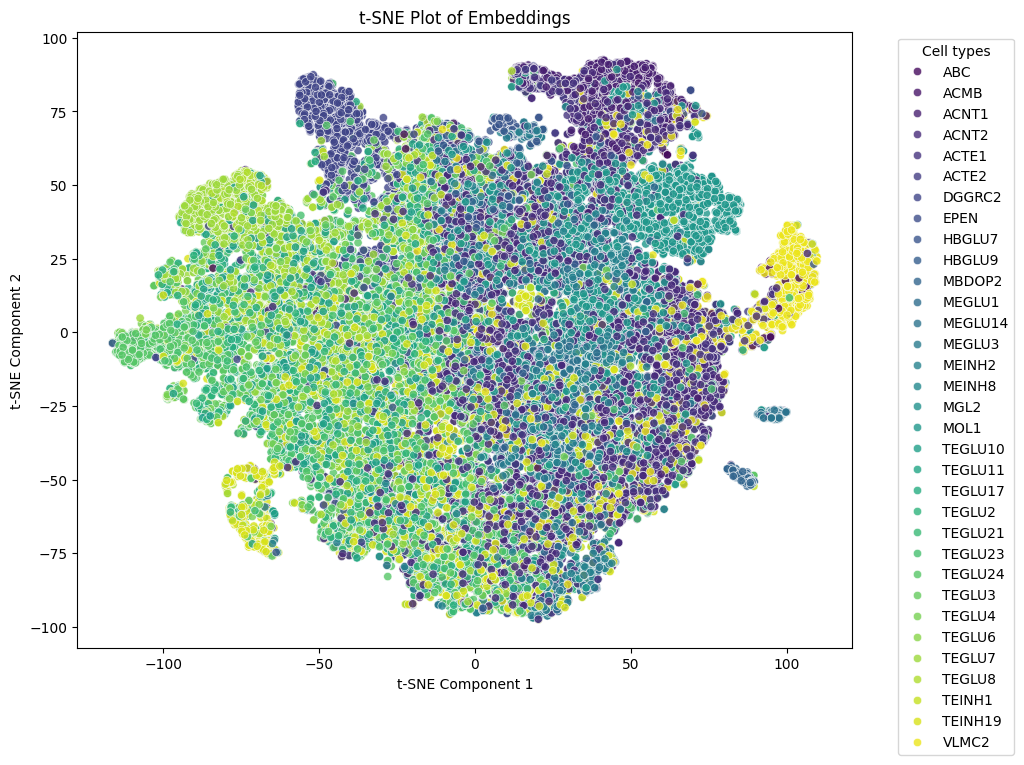 t-SNE Plot of Embeddings
100
75
50
25
0
−25
−50
−75
−100
t-SNE Component 2
−100
−50
0
50
100
t-SNE Component 1
Cell types
ABC
ACMB
ACNT1
ACNT2
ACTE1
ACTE2
DGGRC2
EPEN
HBGLU7
HBGLU9
MBDOP2
MEGLU1
MEGLU14
MEGLU3
MEINH2
MEINH8
MGL2
MOL1
TEGLU10
TEGLU11
TEGLU17
TEGLU2
TEGLU21
TEGLU23
TEGLU24
TEGLU3
TEGLU4
TEGLU6
TEGLU7
TEGLU8
TEINH1
TEINH19
VLMC2